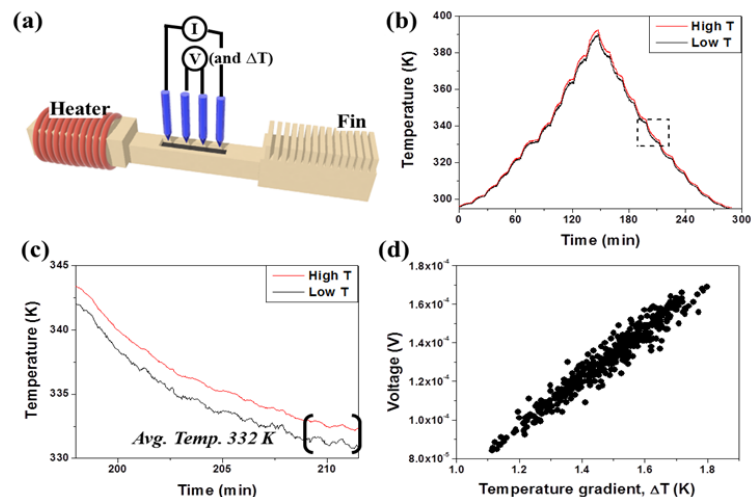 (a)
I
V
(and ΔT)
Heater
Fin
(b)
High T
Low T
Temperature (K)
400
380
360
340
320
300
0
60
120
180
240
300
Time (min)
(c)
High T
Low T
Temperature (K)
345
340
335
330
Avg. Temp. 332 K
200
205
210
Time (min)
(d)
Voltage (V)
1.8x10⁻⁴
1.6x10⁻⁴
1.4x10⁻⁴
1.2x10⁻⁴
1.0x10⁻⁴
8.0x10⁻⁵
1.0
1.2
1.4
1.6
1.8
2.0
Temperature gradient, ΔT (K)